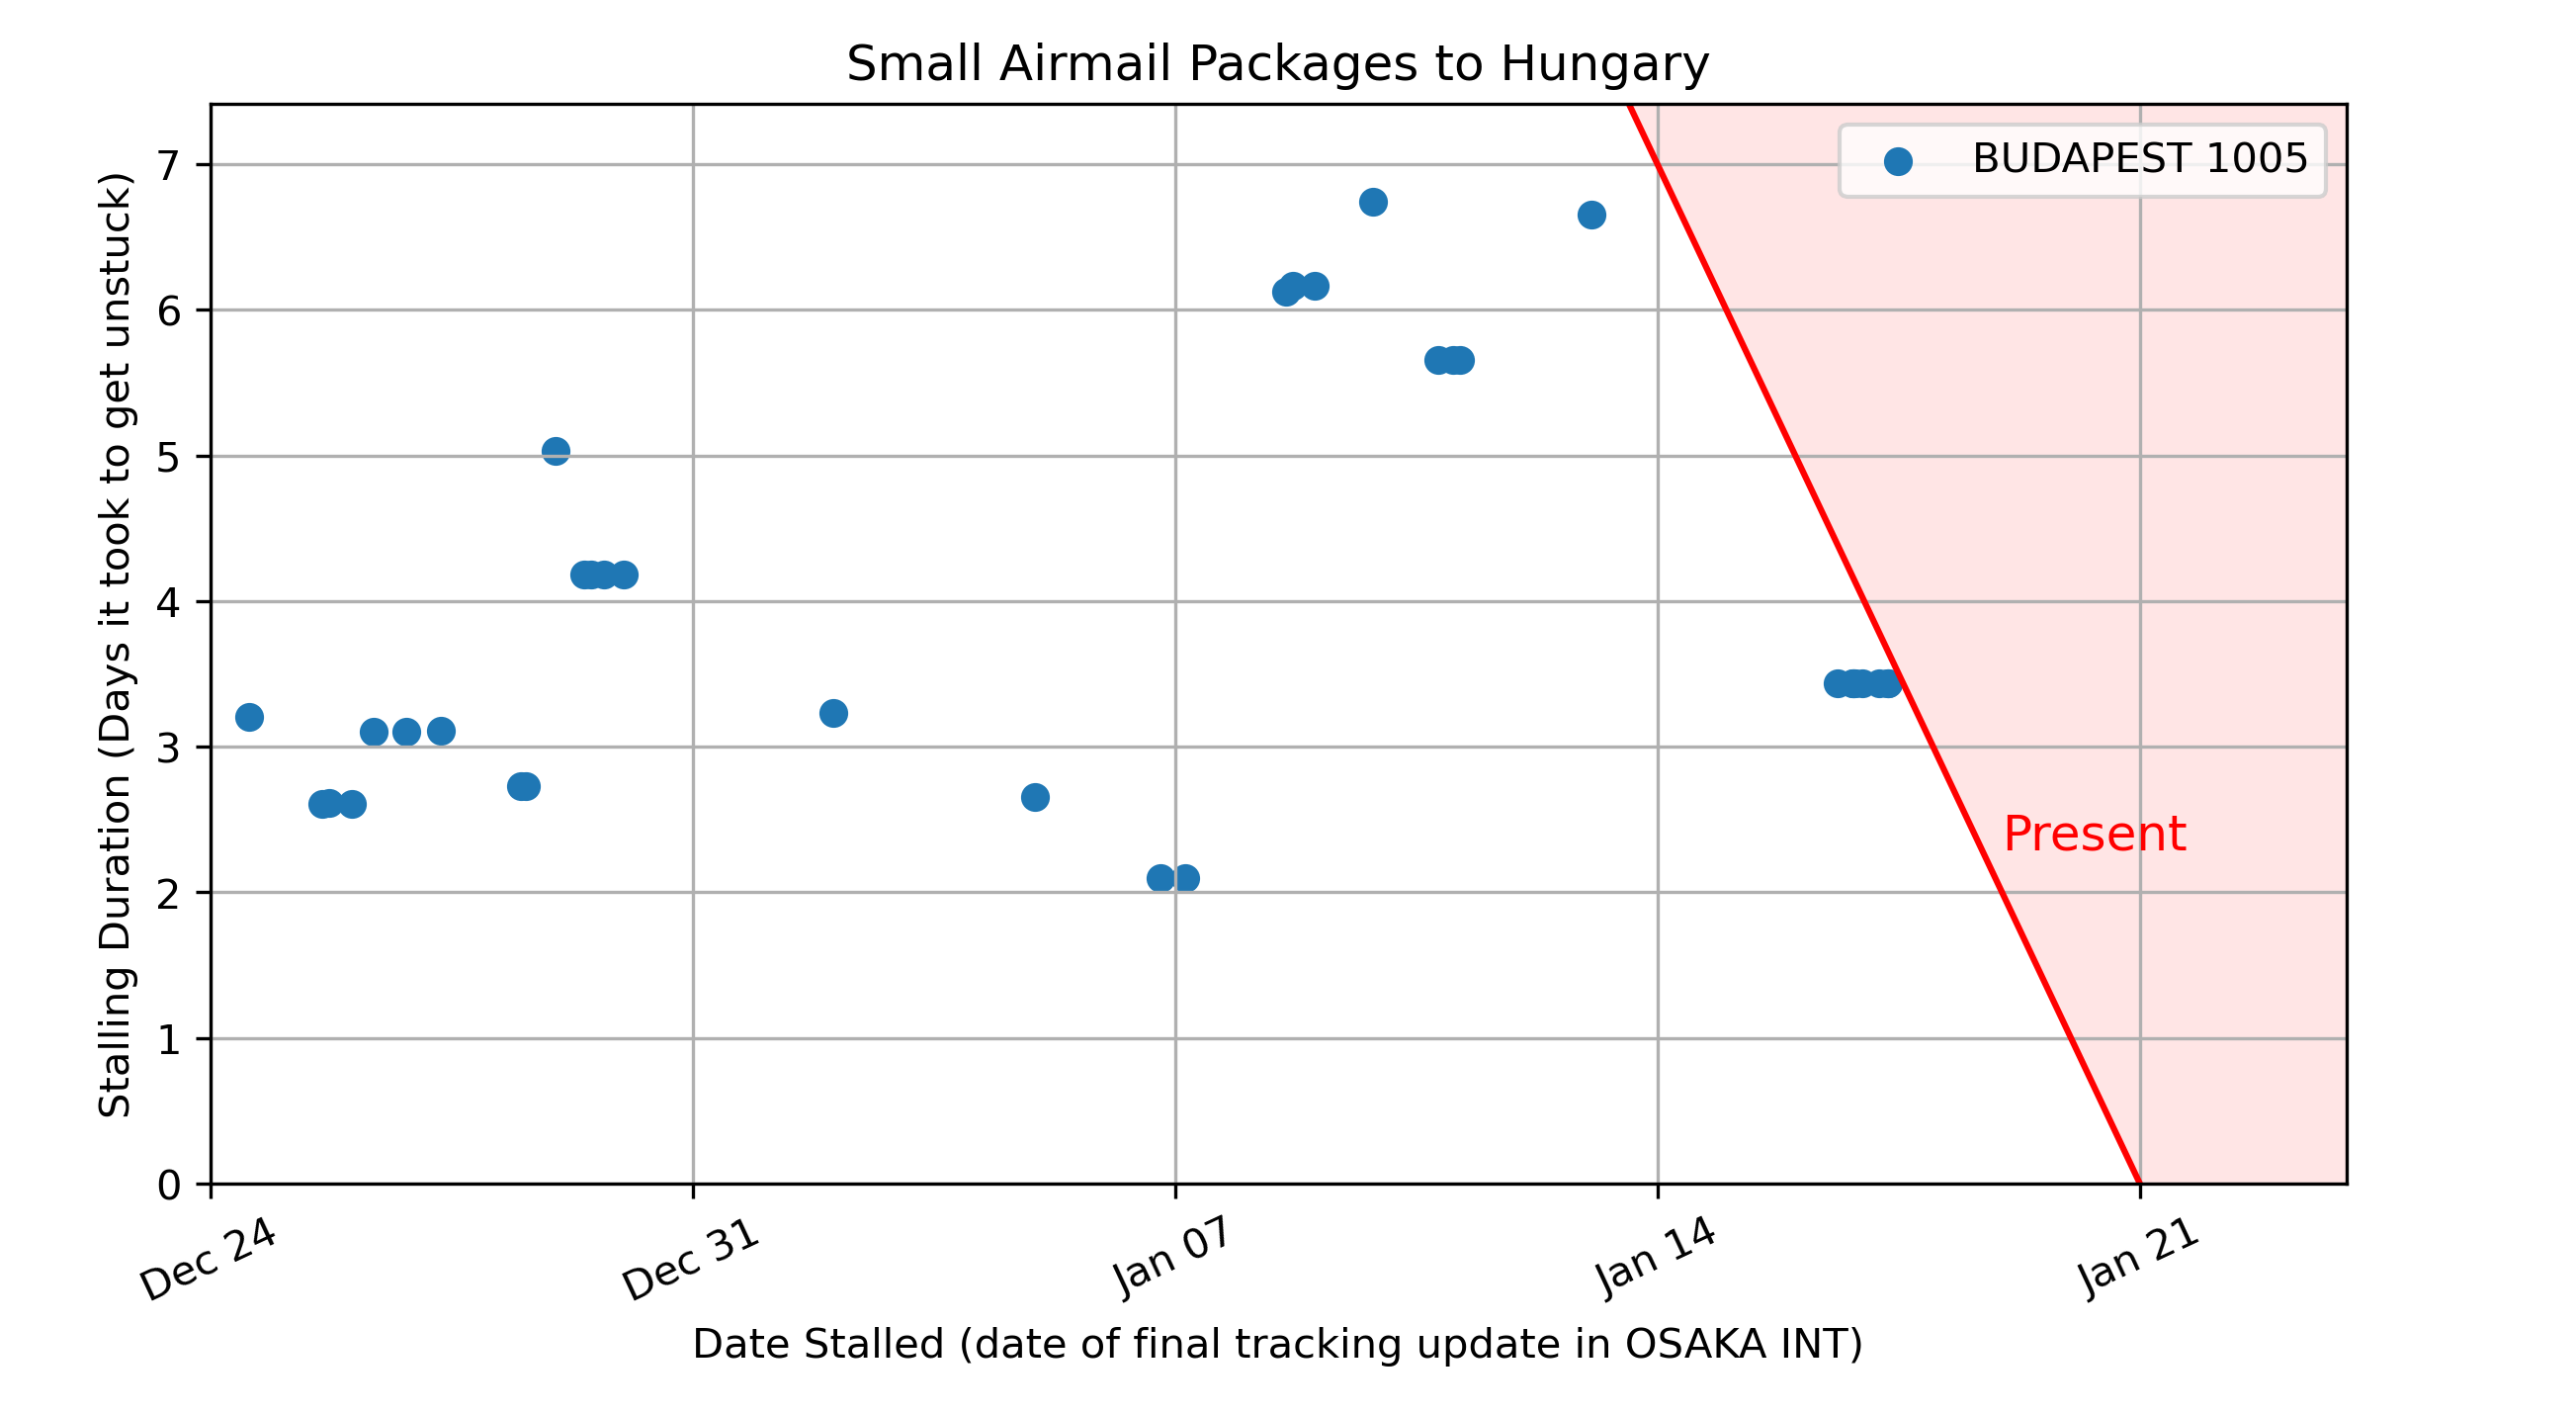 Small Airmail Packages to Hungary
BUDAPEST 1005
Stalling Duration (Days it took to get unstuck)
7
6
5
4
3
2
1
0
Present
Dec 24
Dec 31
Jan 07
Jan 14
Jan 21
Date Stalled (date of final tracking update in OSAKA INT)